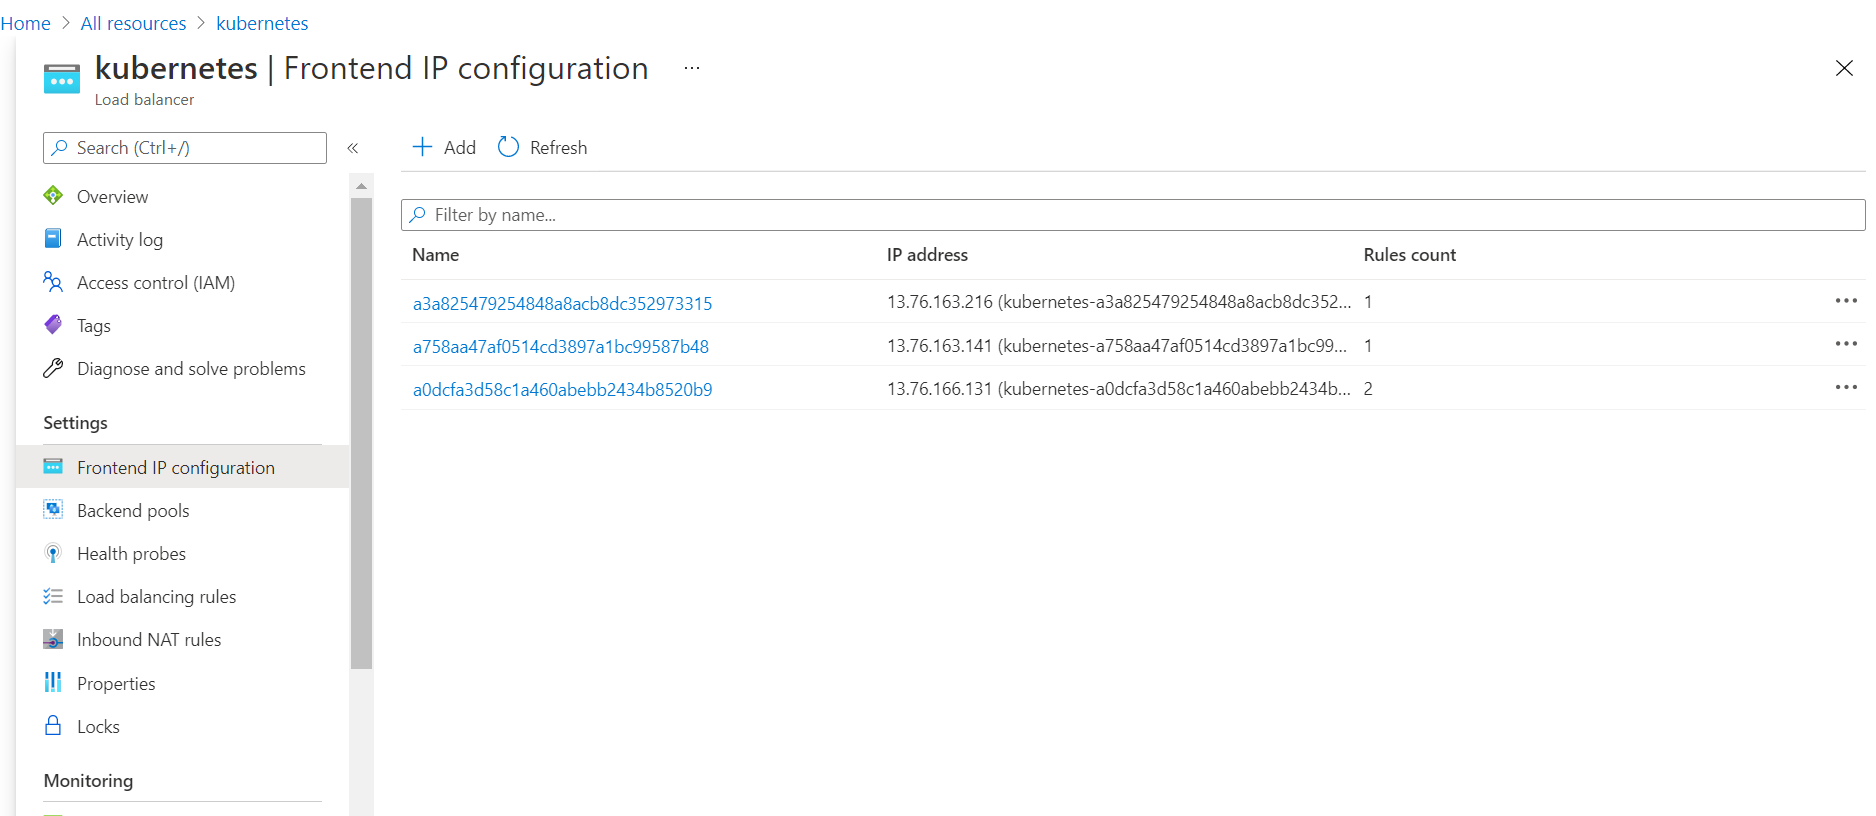 Home > All resources > kubernetes
kubernetes | Frontend IP configuration ...
Load balancer
Search (Ctrl+/) «
Overview
Activity log
Access control (IAM)
Tags
Diagnose and solve problems
Settings
Frontend IP configuration
Backend pools
Health probes
Load balancing rules
Inbound NAT rules
Properties
Locks
Monitoring
Add Refresh
Filter by name...
Name IP address Rules count
a3a825479254848a8acb8dc352973315 13.76.163.216 (kubernetes-a3a825479254848a8acb8dc352... 1
a758aa47af0514cd3897a1bc99587b48 13.76.163.141 (kubernetes-a758aa47af0514cd3897a1bc99... 1
a0dcfa3d58c1a460abebb2434b8520b9 13.76.166.131 (kubernetes-a0dcfa3d58c1a460abebb2434b... 2